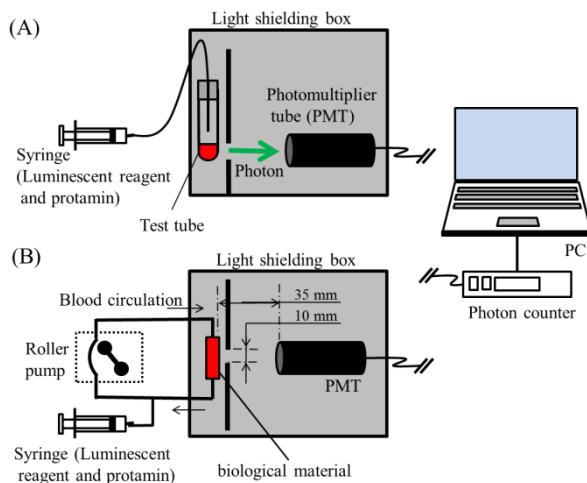 (A)
Light shielding box
Photomultiplier
tube (PMT)
Photon
Syringe
(Luminescent reagent
and protamin)
Test tube
PC
Photon counter
(B)
Light shielding box
Blood circulation
35 mm
10 mm
Roller
pump
PMT
Syringe (Luminescent
reagent and protamin)
biological material